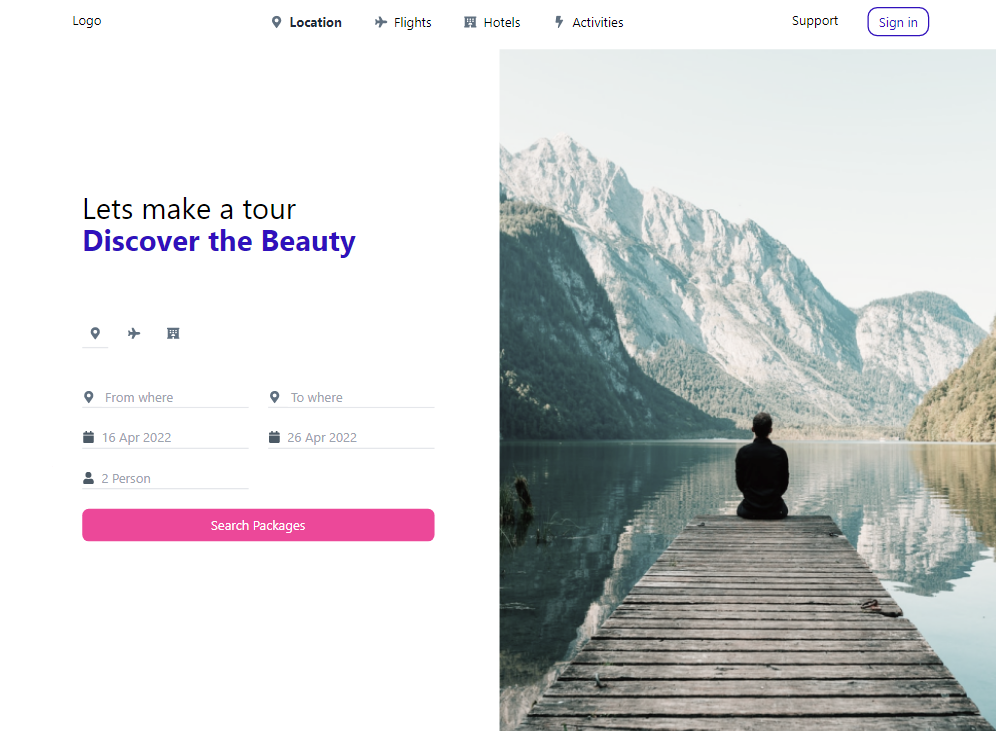 Logo
Location
Flights
Hotels
Activities
Support
Sign in
Lets make a tour
Discover the Beauty
From where
To where
16 Apr 2022
26 Apr 2022
2 Person
Search Packages